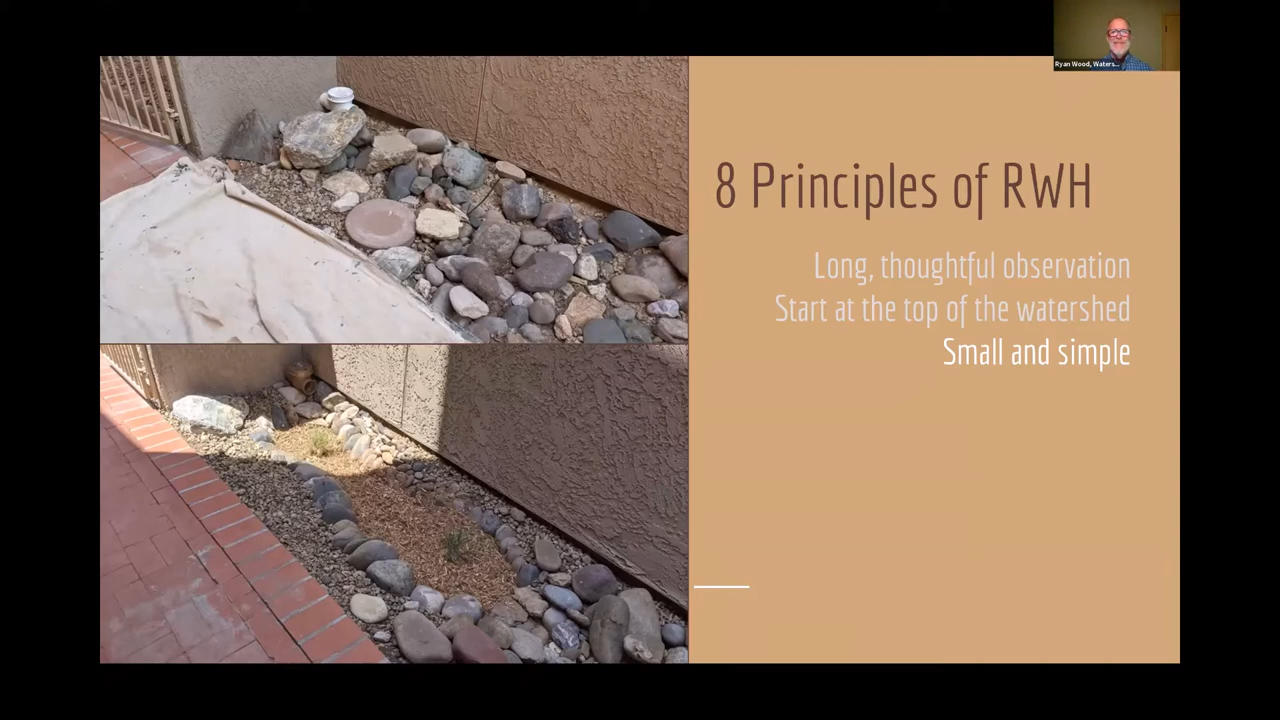 Ryan Wood, Waters...
8 Principles of RWH
Long, thoughtful observation
Start at the top of the watershed
Small and simple